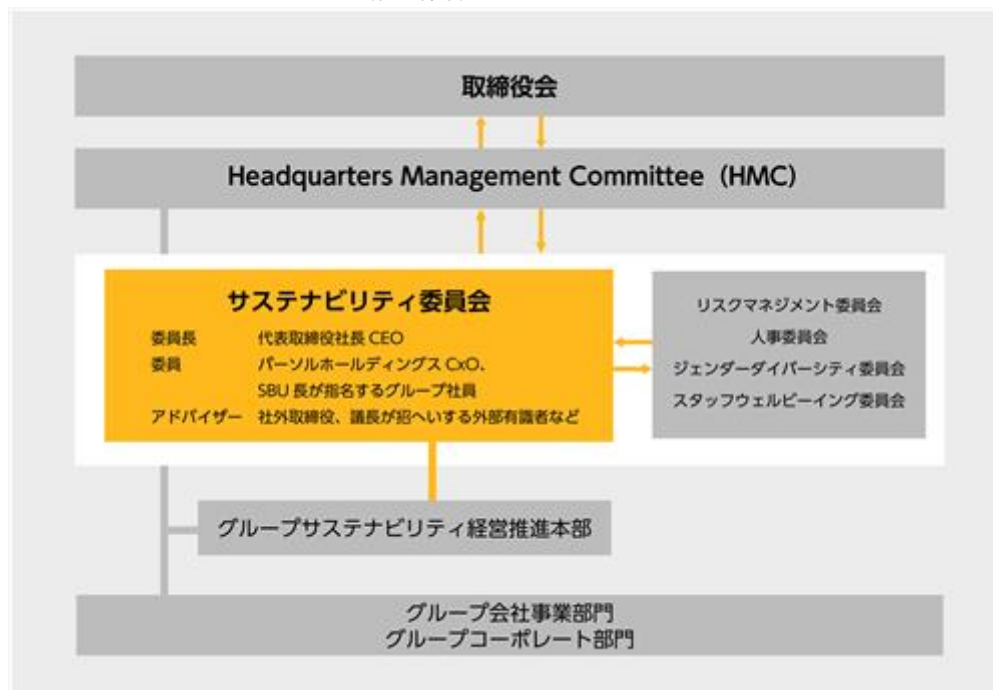 取締役会
Headquarters Management Committee（HMC）
サステナビリティ委員会
委員長 代表取締役社長 CEO
委員 パーソルホールディングス CxO、
SBU 長が指名するグループ社員
アドバイザー 社外取締役、議長が招へいする外部有識者など
リスクマネジメント委員会
人事委員会
ジェンダーダイバーシティ委員会
スタッフウェルビーイング委員会
グループサステナビリティ経営推進本部
グループ会社事業部門
グループコーポレート部門